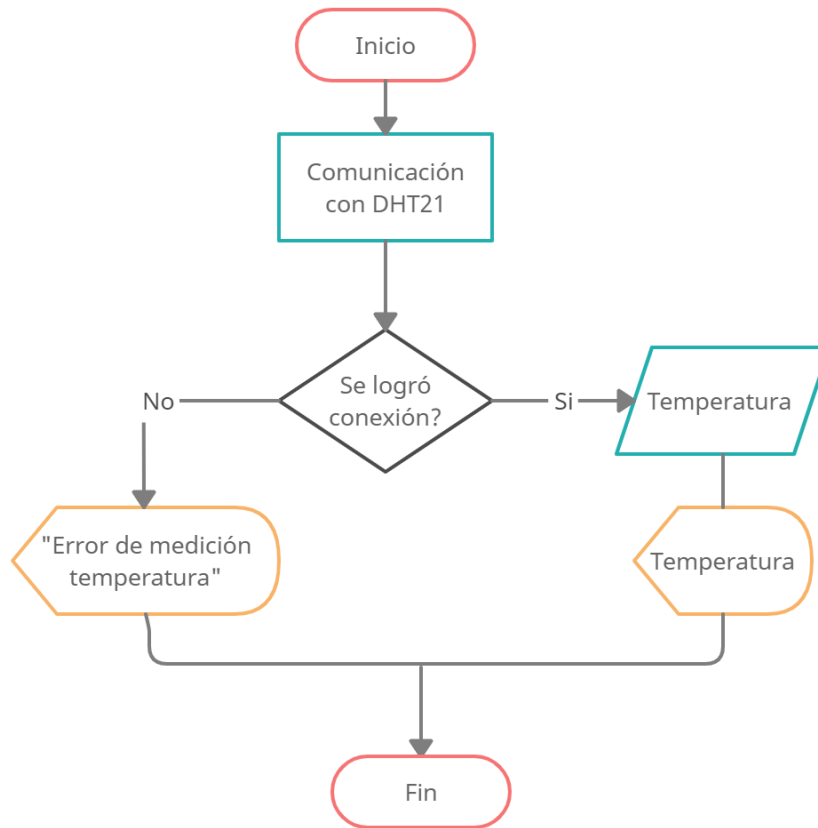 Inicio
Comunicación
con DHT21
Se logró
conexión?
No
Si
Temperatura
"Error de medición
temperatura"
Temperatura
Fin